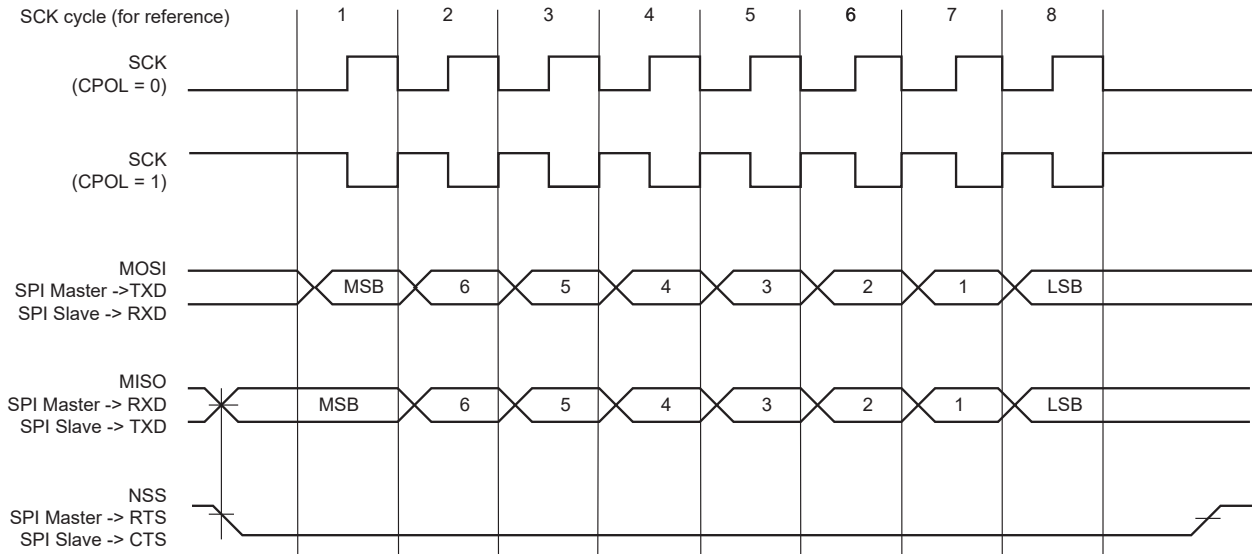 SCK cycle (for reference) 1 2 3 4 5 6 7 8
SCK
(CPOL = 0)
SCK
(CPOL = 1)
MOSI
SPI Master ->TXD
SPI Slave -> RXD
MSB 6 5 4 3 2 1 LSB
MISO
SPI Master -> RXD
SPI Slave -> TXD
MSB 6 5 4 3 2 1 LSB
NSS
SPI Master -> RTS
SPI Slave -> CTS